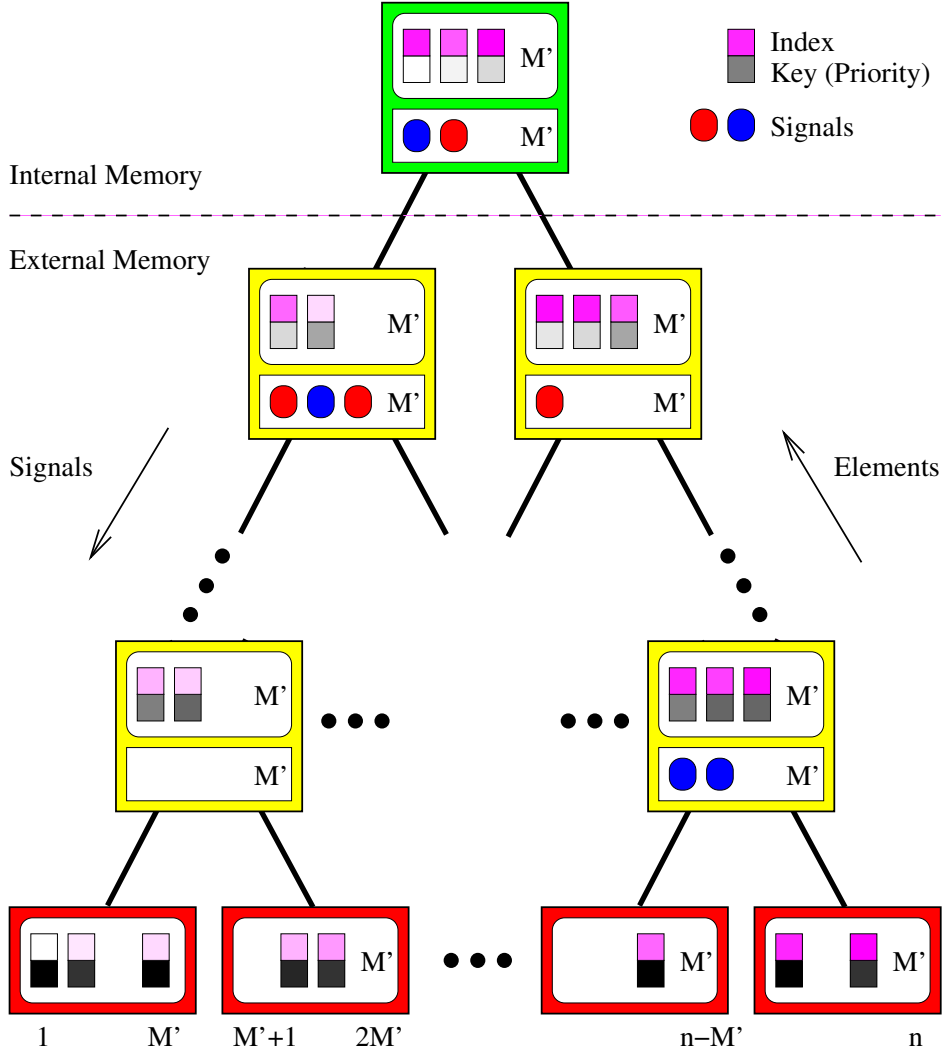 M’
Index
Key (Priority)
M’
Signals
Internal Memory
External Memory
M’
M’
M’
M’
Signals
Elements
M’
M’
M’
M’
M’
M’
M’
1
M’
M’+1
2M’
n−M’
n